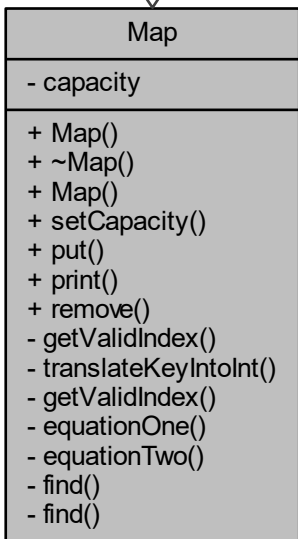 Map
- capacity
+ Map()
+ ~Map()
+ Map()
+ setCapacity()
+ put()
+ print()
+ remove()
- getValidIndex()
- translateKeyIntoInt()
- getValidIndex()
- equationOne()
- equationTwo()
- find()
- find()